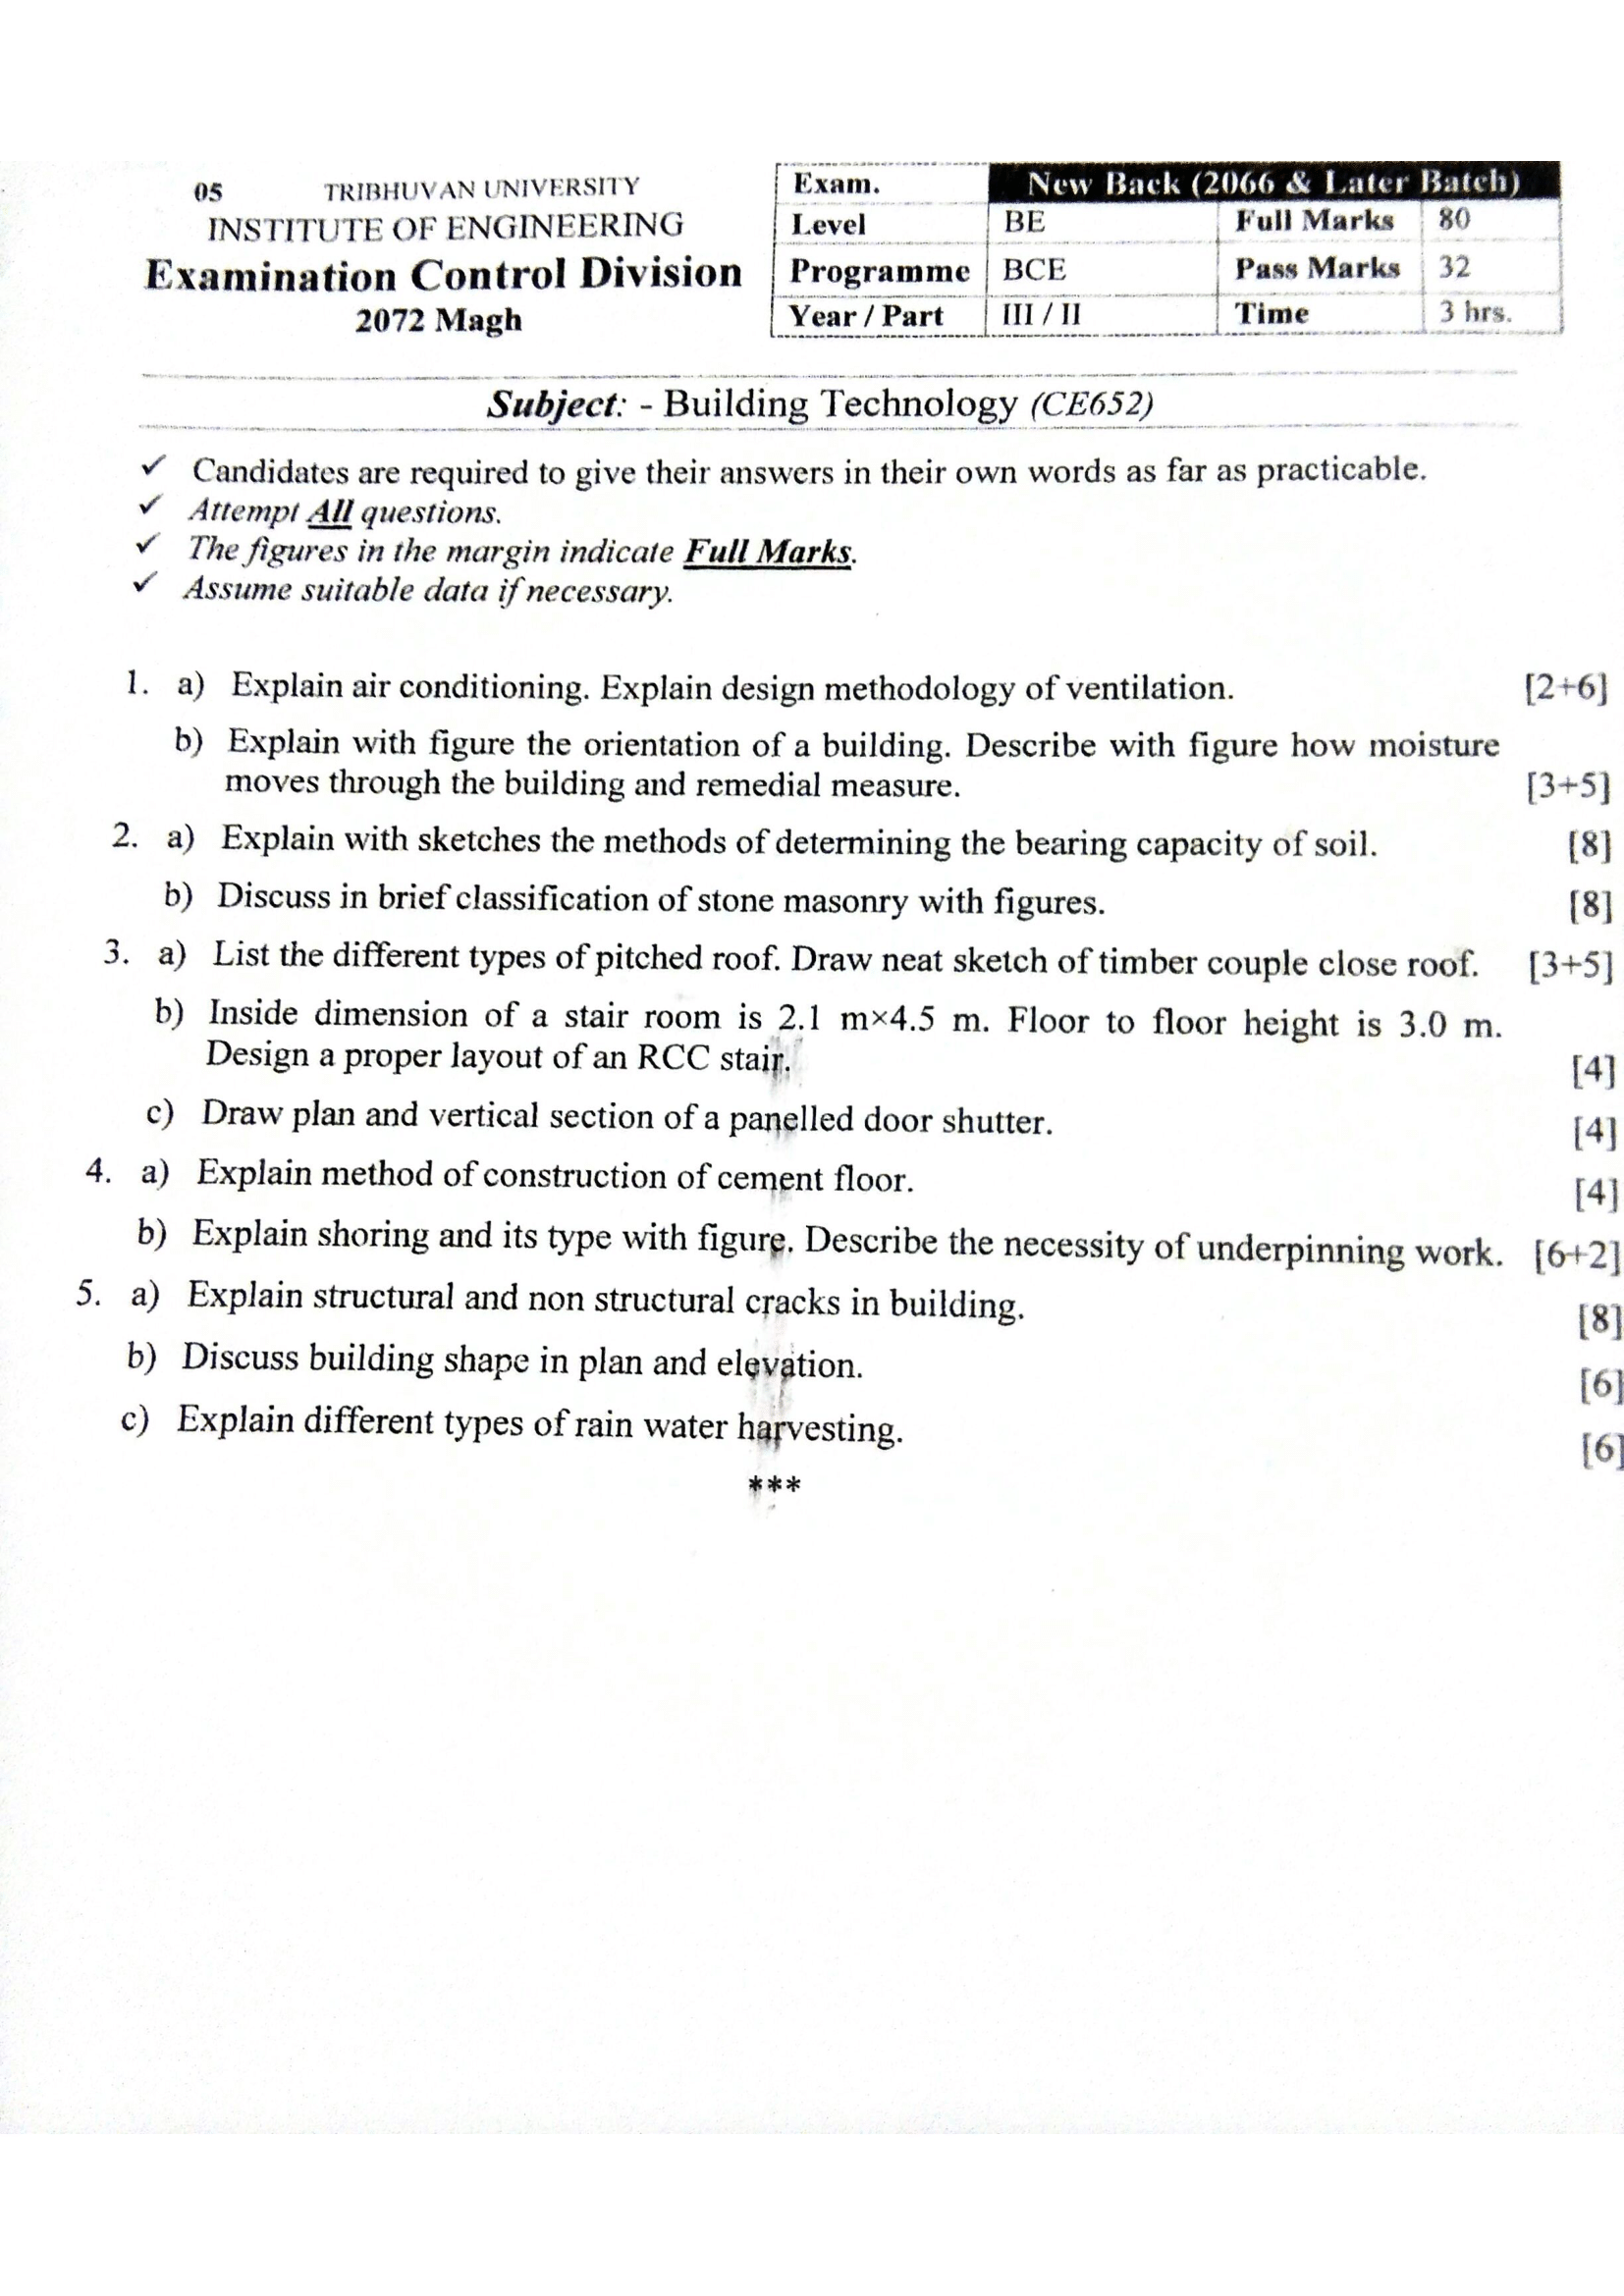 05 TRIBHUVAN UNIVERSITY
INSTITUTE OF ENGINEERING
Examination Control Division
2072 Magh
Exam. New Back (2066 & Later Batch)
Level BE Full Marks 80
Programme BCE Pass Marks 32
Year / Part III / II Time 3 hrs.
Subject: - Building Technology (CE652)
✓ Candidates are required to give their answers in their own words as far as practicable.
✓ Attempt All questions.
✓ The figures in the margin indicate Full Marks.
✓ Assume suitable data if necessary.
1. a) Explain air conditioning. Explain design methodology of ventilation. [2+6]
b) Explain with figure the orientation of a building. Describe with figure how moisture
moves through the building and remedial measure. [3+5]
2. a) Explain with sketches the methods of determining the bearing capacity of soil. [8]
b) Discuss in brief classification of stone masonry with figures. [8]
3. a) List the different types of pitched roof. Draw neat sketch of timber couple close roof. [3+5]
b) Inside dimension of a stair room is 2.1 m×4.5 m. Floor to floor height is 3.0 m.
Design a proper layout of an RCC stair. [4]
c) Draw plan and vertical section of a panelled door shutter. [4]
4. a) Explain method of construction of cement floor. [4]
b) Explain shoring and its type with figure. Describe the necessity of underpinning work. [6+2]
5. a) Explain structural and non structural cracks in building. [8]
b) Discuss building shape in plan and elevation. [6]
c) Explain different types of rain water harvesting. [6]
***